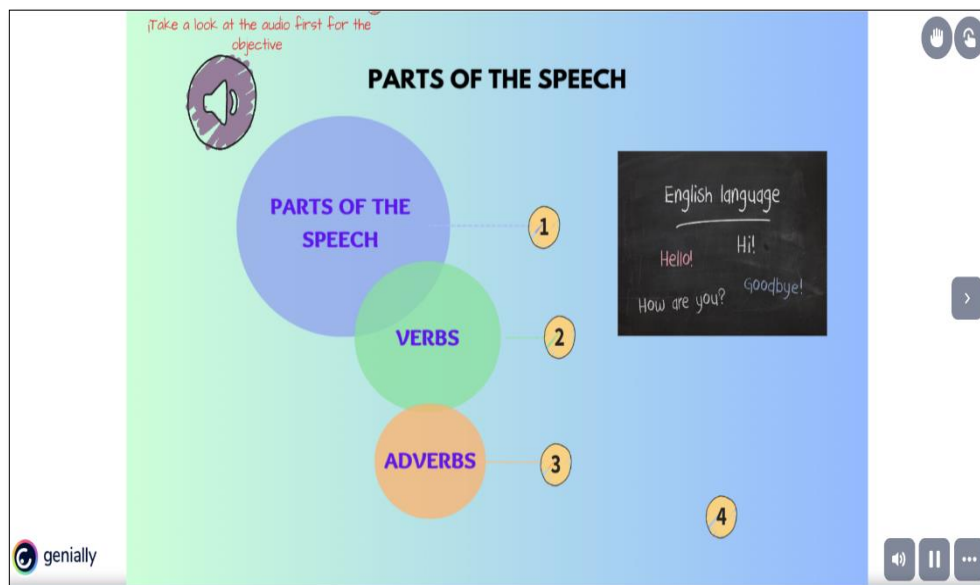 ¡Take a look at the audio first for the
objective
PARTS OF THE SPEECH
PARTS OF THE
SPEECH
1
English language
Hi!
Hello!
Goodbye!
How are you?
VERBS
2
ADVERBS
3
4
genially